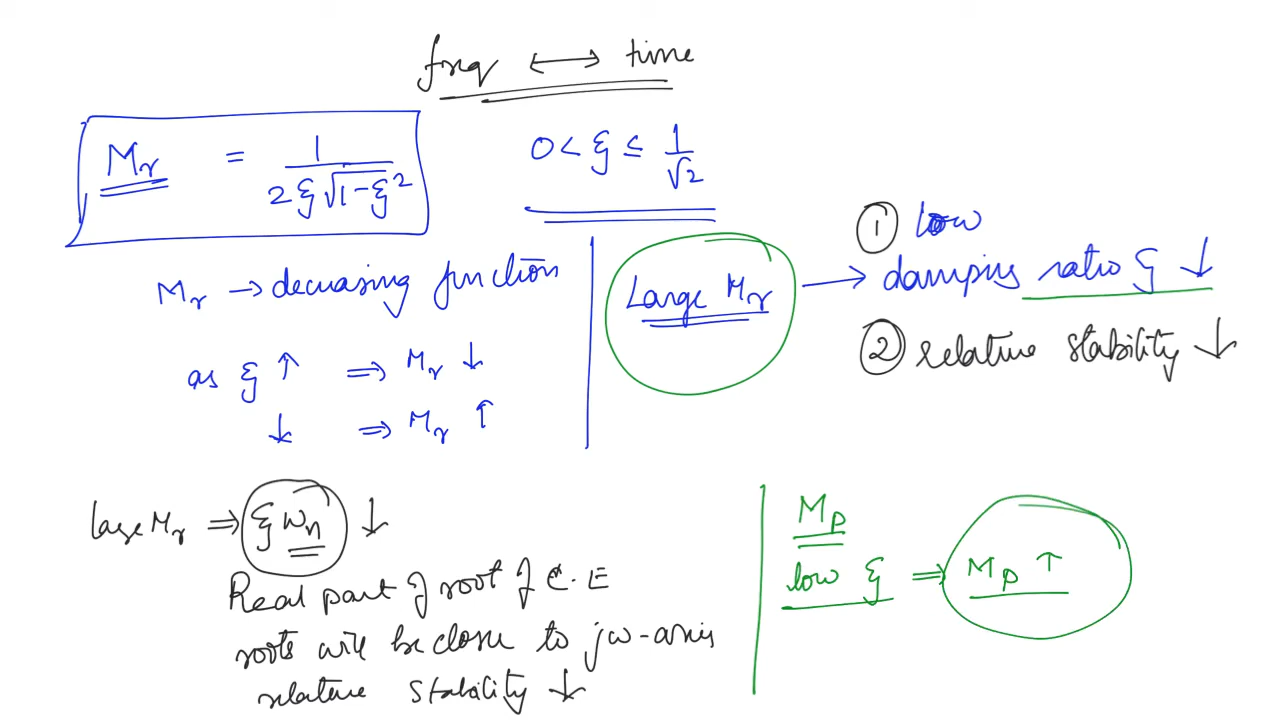 freq ⟷ time
Mr = 1 / (2ξ√(1-ξ²))
0 < ξ ≤ 1/√2
Mr → decreasing function
as ξ ↑ ⇒ Mr ↓
↓ ⇒ Mr ↑
Large Mr →
① low
damping ratio ξ ↓
② relative stability ↓
large Mr ⇒ ξ ωn ↓
Real part of root of C.E
roots will be close to jω-axis
relative stability ↓
Mp
low ξ ⇒ Mp ↑